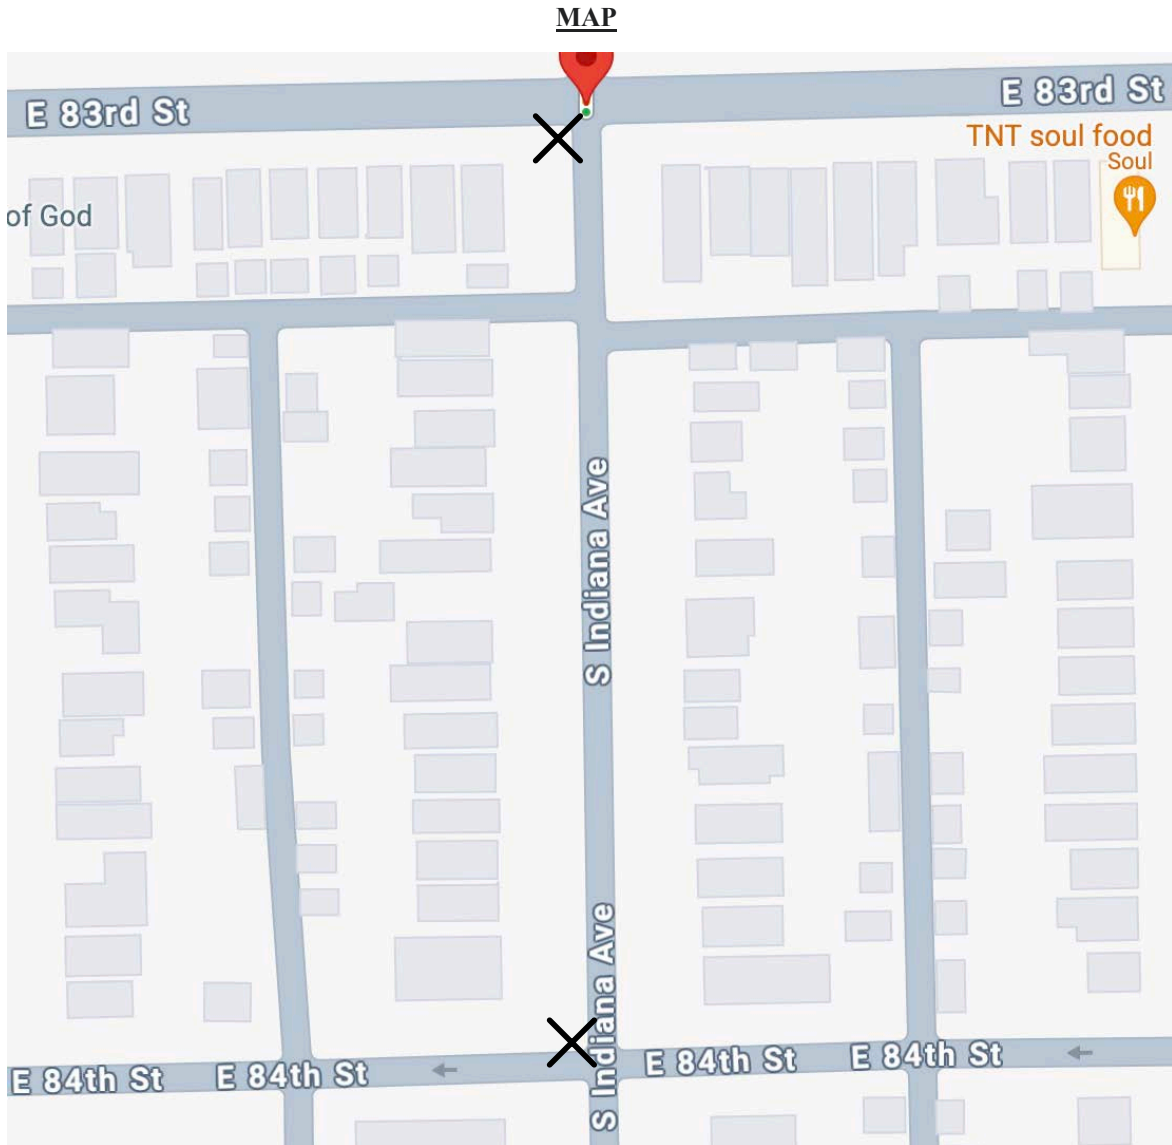 MAP
E 83rd St
E 83rd St
TNT soul food
Soul
of God
S Indiana Ave
S Indiana Ave
E 84th St
E 84th St
E 84th St
E 84th St